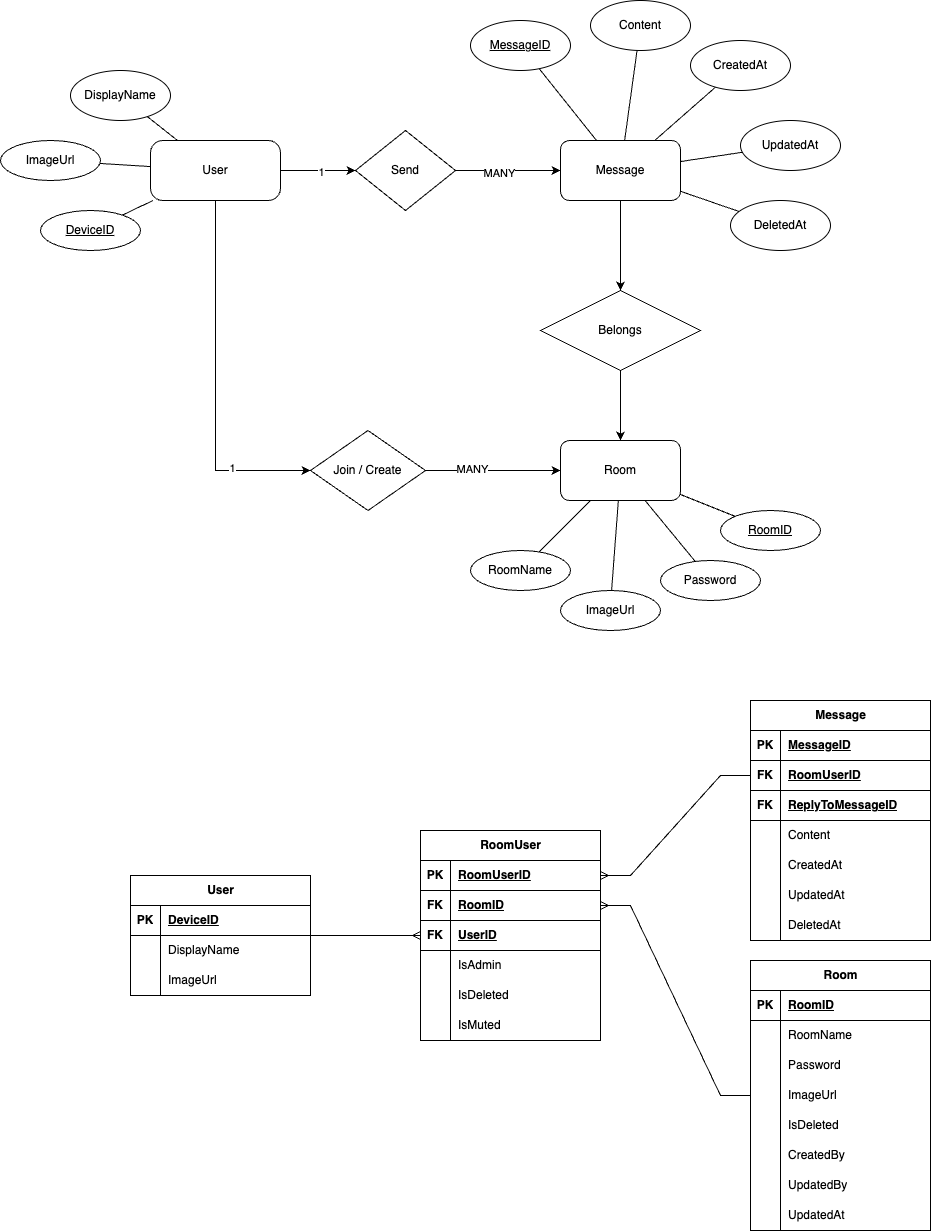 Content
MessageID
CreatedAt
DisplayName
UpdatedAt
ImageUrl
User
1
Send
MANY
Message
DeviceID
DeletedAt
Belongs
1
Join / Create
MANY
Room
RoomID
RoomName
Password
ImageUrl
Message
PK MessageID
FK RoomUserID
FK ReplyToMessageID
Content
CreatedAt
UpdatedAt
DeletedAt
RoomUser
PK RoomUserID
FK RoomID
FK UserID
IsAdmin
IsDeleted
IsMuted
User
PK DeviceID
DisplayName
ImageUrl
Room
PK RoomID
RoomName
Password
ImageUrl
IsDeleted
CreatedBy
UpdatedBy
UpdatedAt